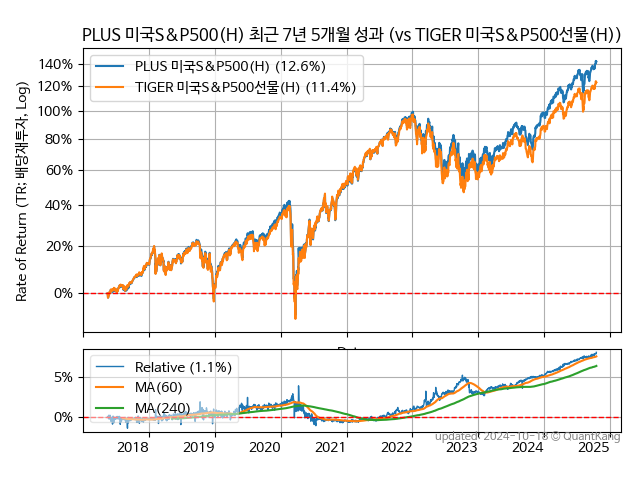 PLUS 미국S&P500(H) 최근 7년 5개월 성과 (vs TIGER 미국S&P500선물(H))
Rate of Return (TR: 배당재투자, Log)
140%
120%
100%
80%
60%
40%
20%
0%
PLUS 미국S&P500(H) (12.6%)
TIGER 미국S&P500선물(H) (11.4%)
5%
0%
Relative (1.1%)
MA(60)
MA(240)
updated: 2024-10-18 © QuantKang
2018 2019 2020 2021 2022 2023 2024 2025